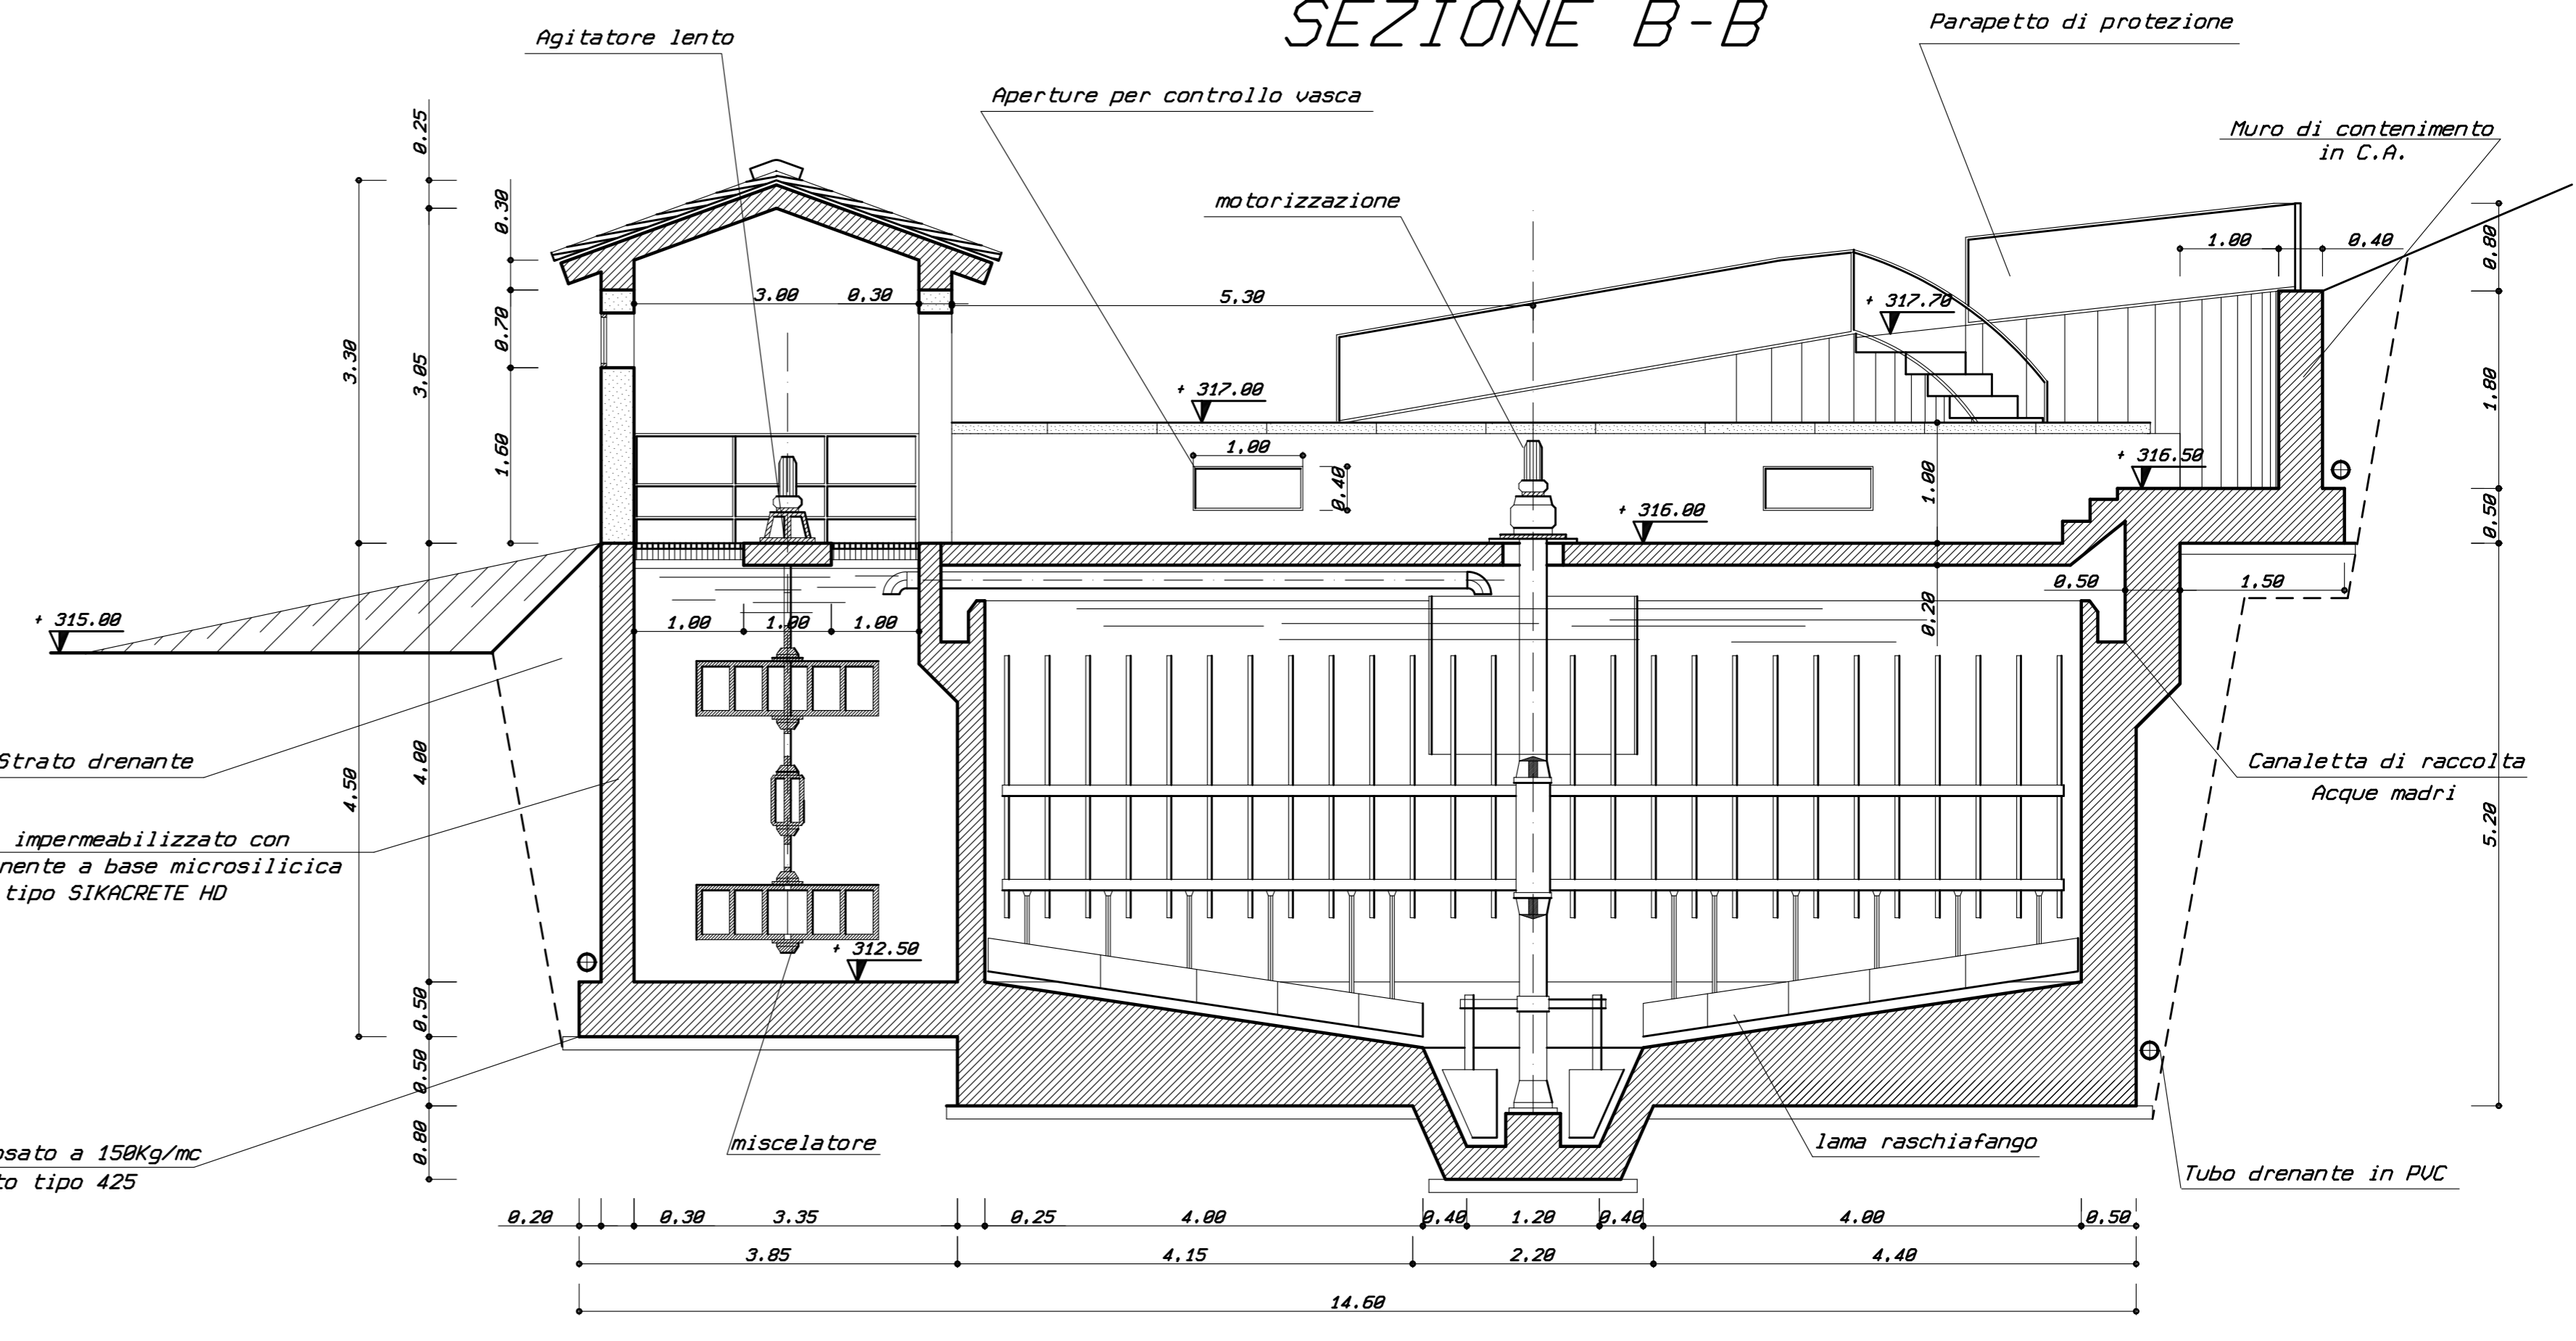 SEZIONE B-B
Agitatore lento
Parapetto di protezione
Aperture per controllo vasca
Muro di contenimento
in C.A.
motorizzazione
0.25
3.30
3.05
0.30
0.70
1.60
3.00
0.30
5.30
1.00
0.40
0.80
1.80
0.50
5.20
+ 317.70
+ 317.00
+ 316.50
+ 316.00
1.00
0.40
1.00
0.20
0.50
1.50
+ 315.00
1.00
1.00
1.00
Strato drenante
4.50
4.00
impermeabilizzato con
nente a base microsilicica
tipo SIKACRETE HD
Canaletta di raccolta
Acque madri
+ 312.50
0.50
0.50
0.80
osato a 150Kg/mc
to tipo 425
miscelatore
lama raschiafango
Tubo drenante in PVC
0.20
0.30
3.35
0.25
4.00
0.40
1.20
0.40
4.00
0.50
3.85
4.15
2.20
4.40
14.60